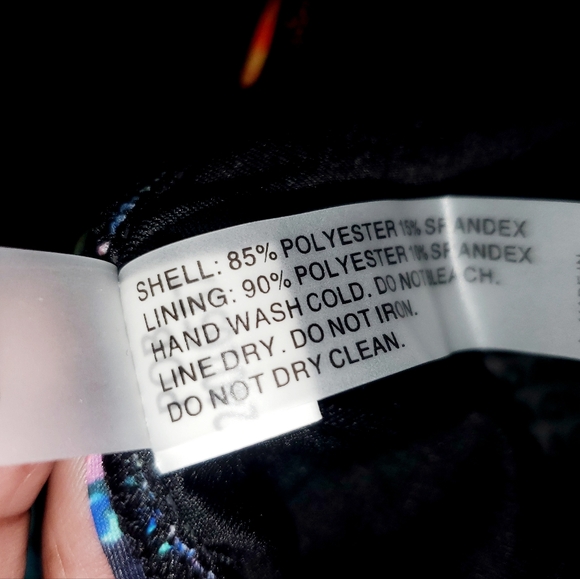 SHELL: 85% POLYESTER 15% SPANDEX
LINING: 90% POLYESTER 10% SPANDEX
HAND WASH COLD. DO NOT BLEACH.
LINE DRY. DO NOT IRON.
DO NOT DRY CLEAN.